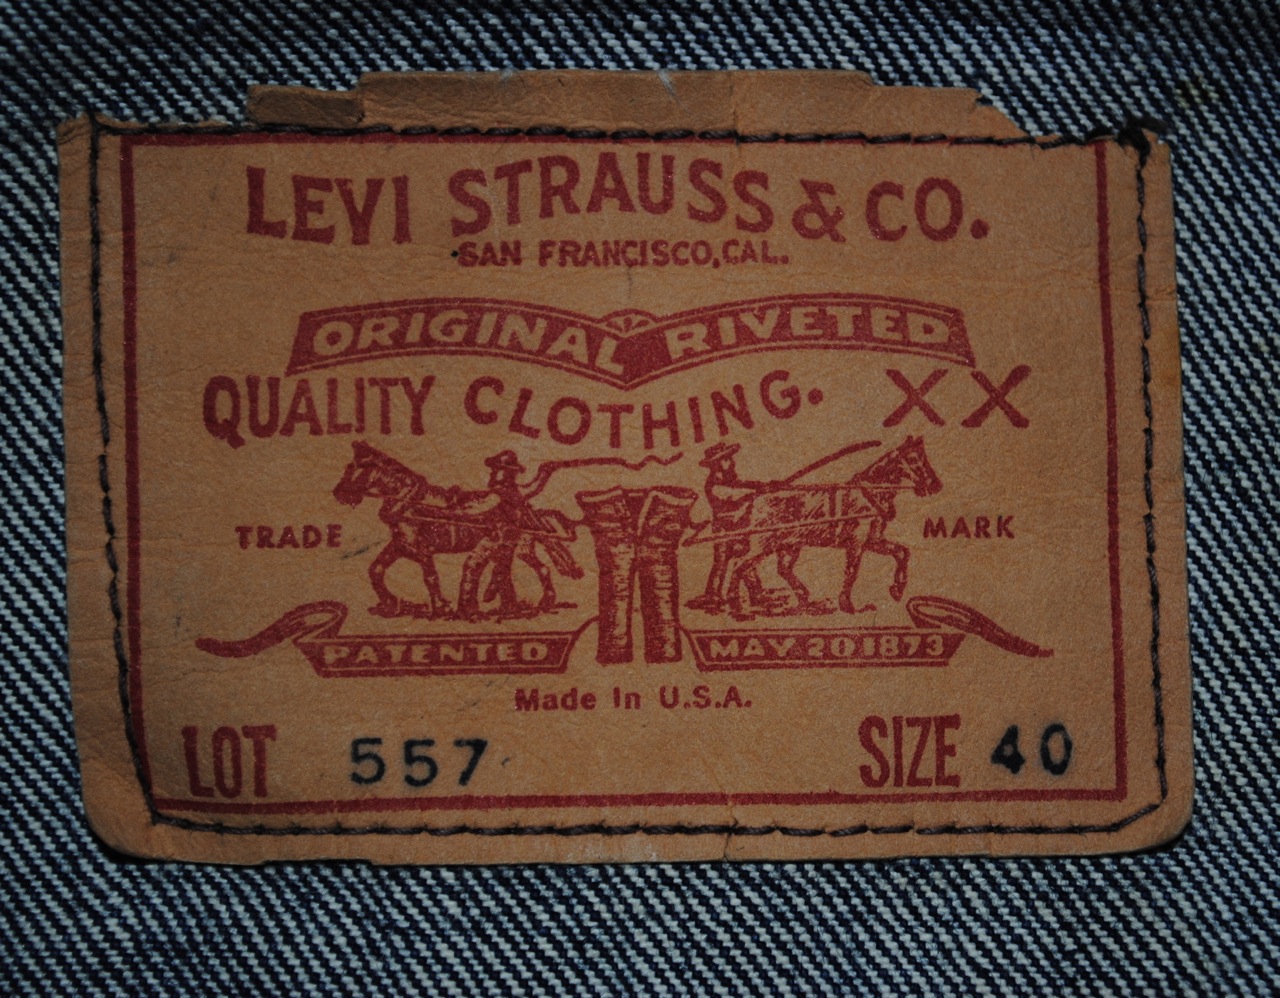 LEVI STRAUSS & CO.
SAN FRANCISCO, CAL.
ORIGINAL RIVETED
QUALITY CLOTHING. XX
TRADE MARK
PATENTED MAY 20 1873
Made In U.S.A.
LOT 557 SIZE 40